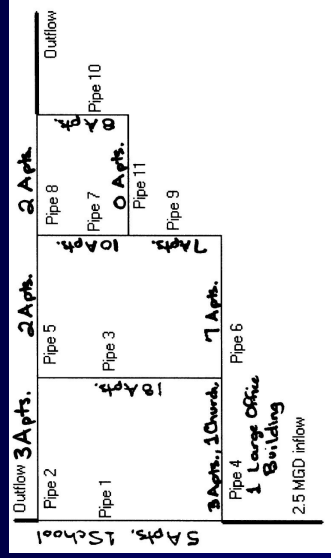 Outflow 3 Apts.
2 Apts.
2 Apts.
Outflow
Pipe 2
Pipe 5
Pipe 8
8 Apts.
Pipe 10
5 Apts. 1 School
Pipe 1
18 Apts.
Pipe 3
10 Apts.
Pipe 7
0 Apts.
Pipe 11
7 Apts.
Pipe 9
3 Apts., 1 Church
7 Apts.
Pipe 4
Pipe 6
1 Large Office
Building
2.5 MGD inflow